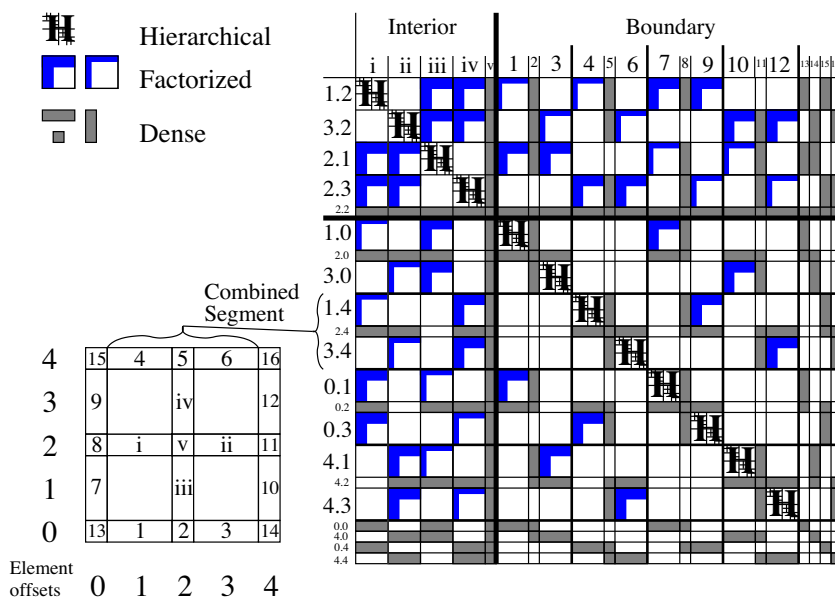 Hierarchical
Factorized
Dense
Interior Boundary
i ii iii iv v 1 2 3 4 5 6 7 8 9 10 11 12 13 14 15
1.2 H
3.2 H
2.1 H
2.3 H
2.2
1.0 H
2.0
3.0 H
1.4 H
2.4
3.4 H
0.1 H
0.2
0.3 H
4.1 H
4.2
4.3 H
0.0
4.0
0.4
4.4
Combined
Segment
4 15 4 5 6 16
3 9 iv 12
2 8 i v ii 11
1 7 iii 10
0 13 1 2 3 14
Element
offsets 0 1 2 3 4